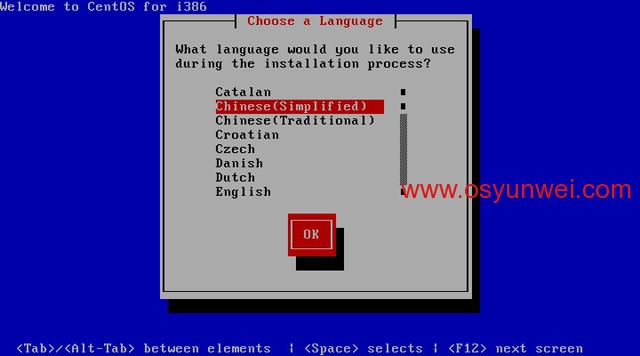 Welcome to CentOS for i386
Choose a Language
What language would you like to use
during the installation process?
Catalan
Chinese(Simplified)
Chinese(Traditional)
Croatian
Czech
Danish
Dutch
English
www.osyunwei.com
OK
<Tab>/<Alt-Tab> between elements | <Space> selects | <F12> next screen